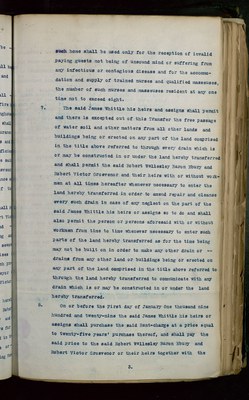 such home shall be used only for the reception of invalid
paying guests not being of unsound mind or suffering from
any infectious or contagious disease and for the accommo-
dation and supply of trained nurses and qualified masseuses,
the number of such nurses and masseuses resident at any one
time not to exceed eight.
The said James Whittle his heirs and assigns shall permit
and there is excepted out of this Transfer the free passage
of water soil and other matters from all other lands and
buildings being or erected on any part of the land comprised
in the title above referred to through every drain which is
or may be constructed in or under the land hereby transferred
and shall permit the said Robert Wellesley Baron Ebury and
Robert Victor Grosvenor and their heirs with or without work-
men at all times hereafter whenever necessary to enter the
land hereby transferred in order to amend repair and cleanse
every such drain in case of any neglect on the part of the
said James Whittle his heirs or assigns so to do and shall
also permit the person or persons aforesaid with or without
workmen from time to time whenever necessary to enter such
parts of the land hereby transferred as for the time being
may not be built on in order to make any other drain or --
drains from any other land or buildings being or erected on
any part of the land comprised in the title above referred to
through the land hereby transferred to communicate with any
drain which is or may be constructed in or under the land
hereby transferred.
On or before the first day of January One thousand nine
hundred and twenty-nine the said James Whittle his heirs or
assigns shall purchase the said Rent-charge at a price equal
to twenty-five years' purchase thereof, and shall pay the
said price to the said Robert Wellesley Baron Ebury and
Robert Victor Grosvenor or their heirs together with the